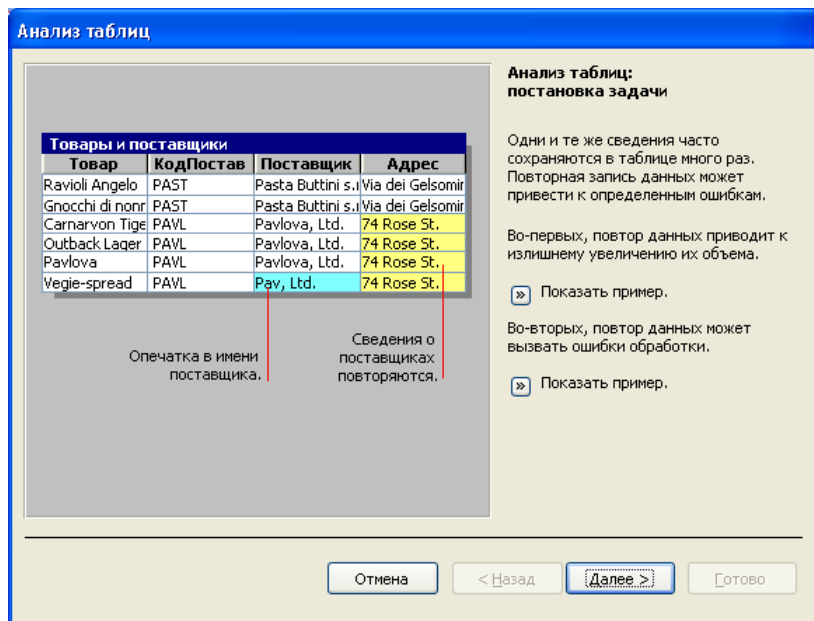 Анализ таблиц
Анализ таблиц:
постановка задачи
Одни и те же сведения часто
сохраняются в таблице много раз.
Повторная запись данных может
привести к определенным ошибкам.
Во-первых, повтор данных приводит к
излишнему увеличению их объема.
» Показать пример.
Во-вторых, повтор данных может
вызвать ошибки обработки.
» Показать пример.
Товары и поставщики
Товар КодПостав Поставщик Адрес
Ravioli Angelo PAST Pasta Buttini s.r Via dei Gelsomir
Gnocchi di nonr PAST Pasta Buttini s.r Via dei Gelsomir
Carnarvon Tige PAVL Pavlova, Ltd. 74 Rose St.
Outback Lager PAVL Pavlova, Ltd. 74 Rose St.
Pavlova PAVL Pavlova, Ltd. 74 Rose St.
Vegie-spread PAVL Pav, Ltd. 74 Rose St.
Опечатка в имени
поставщика.
Сведения о
поставщиках
повторяются.
Отмена < Назад Далее > Готово